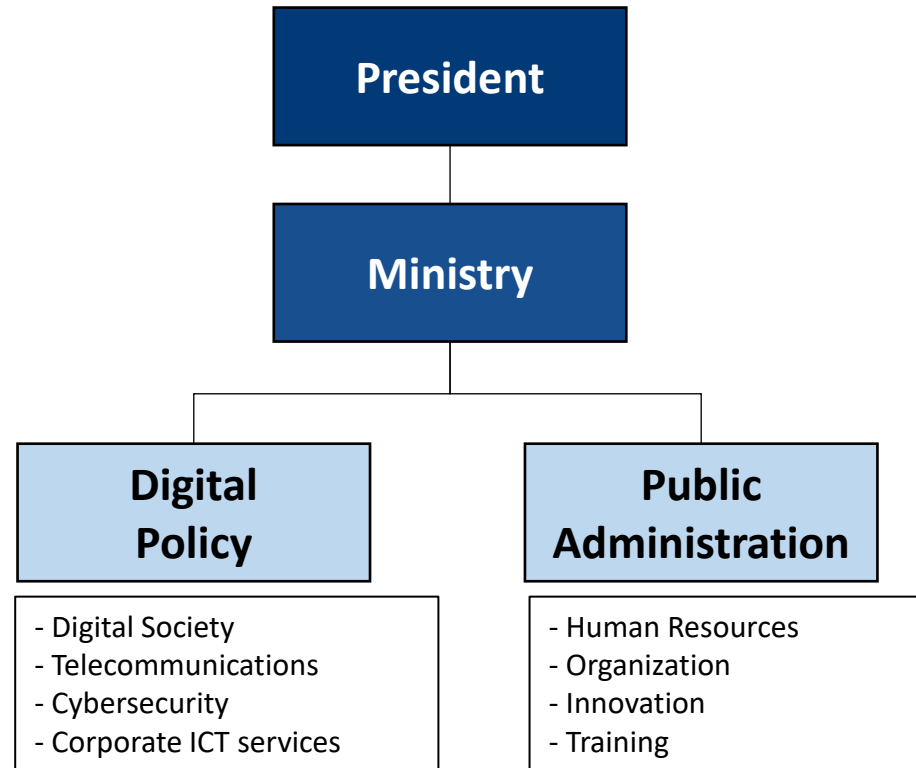 President
Ministry
Digital
Policy
Public
Administration
- Digital Society
- Telecommunications
- Cybersecurity
- Corporate ICT services
- Human Resources
- Organization
- Innovation
- Training